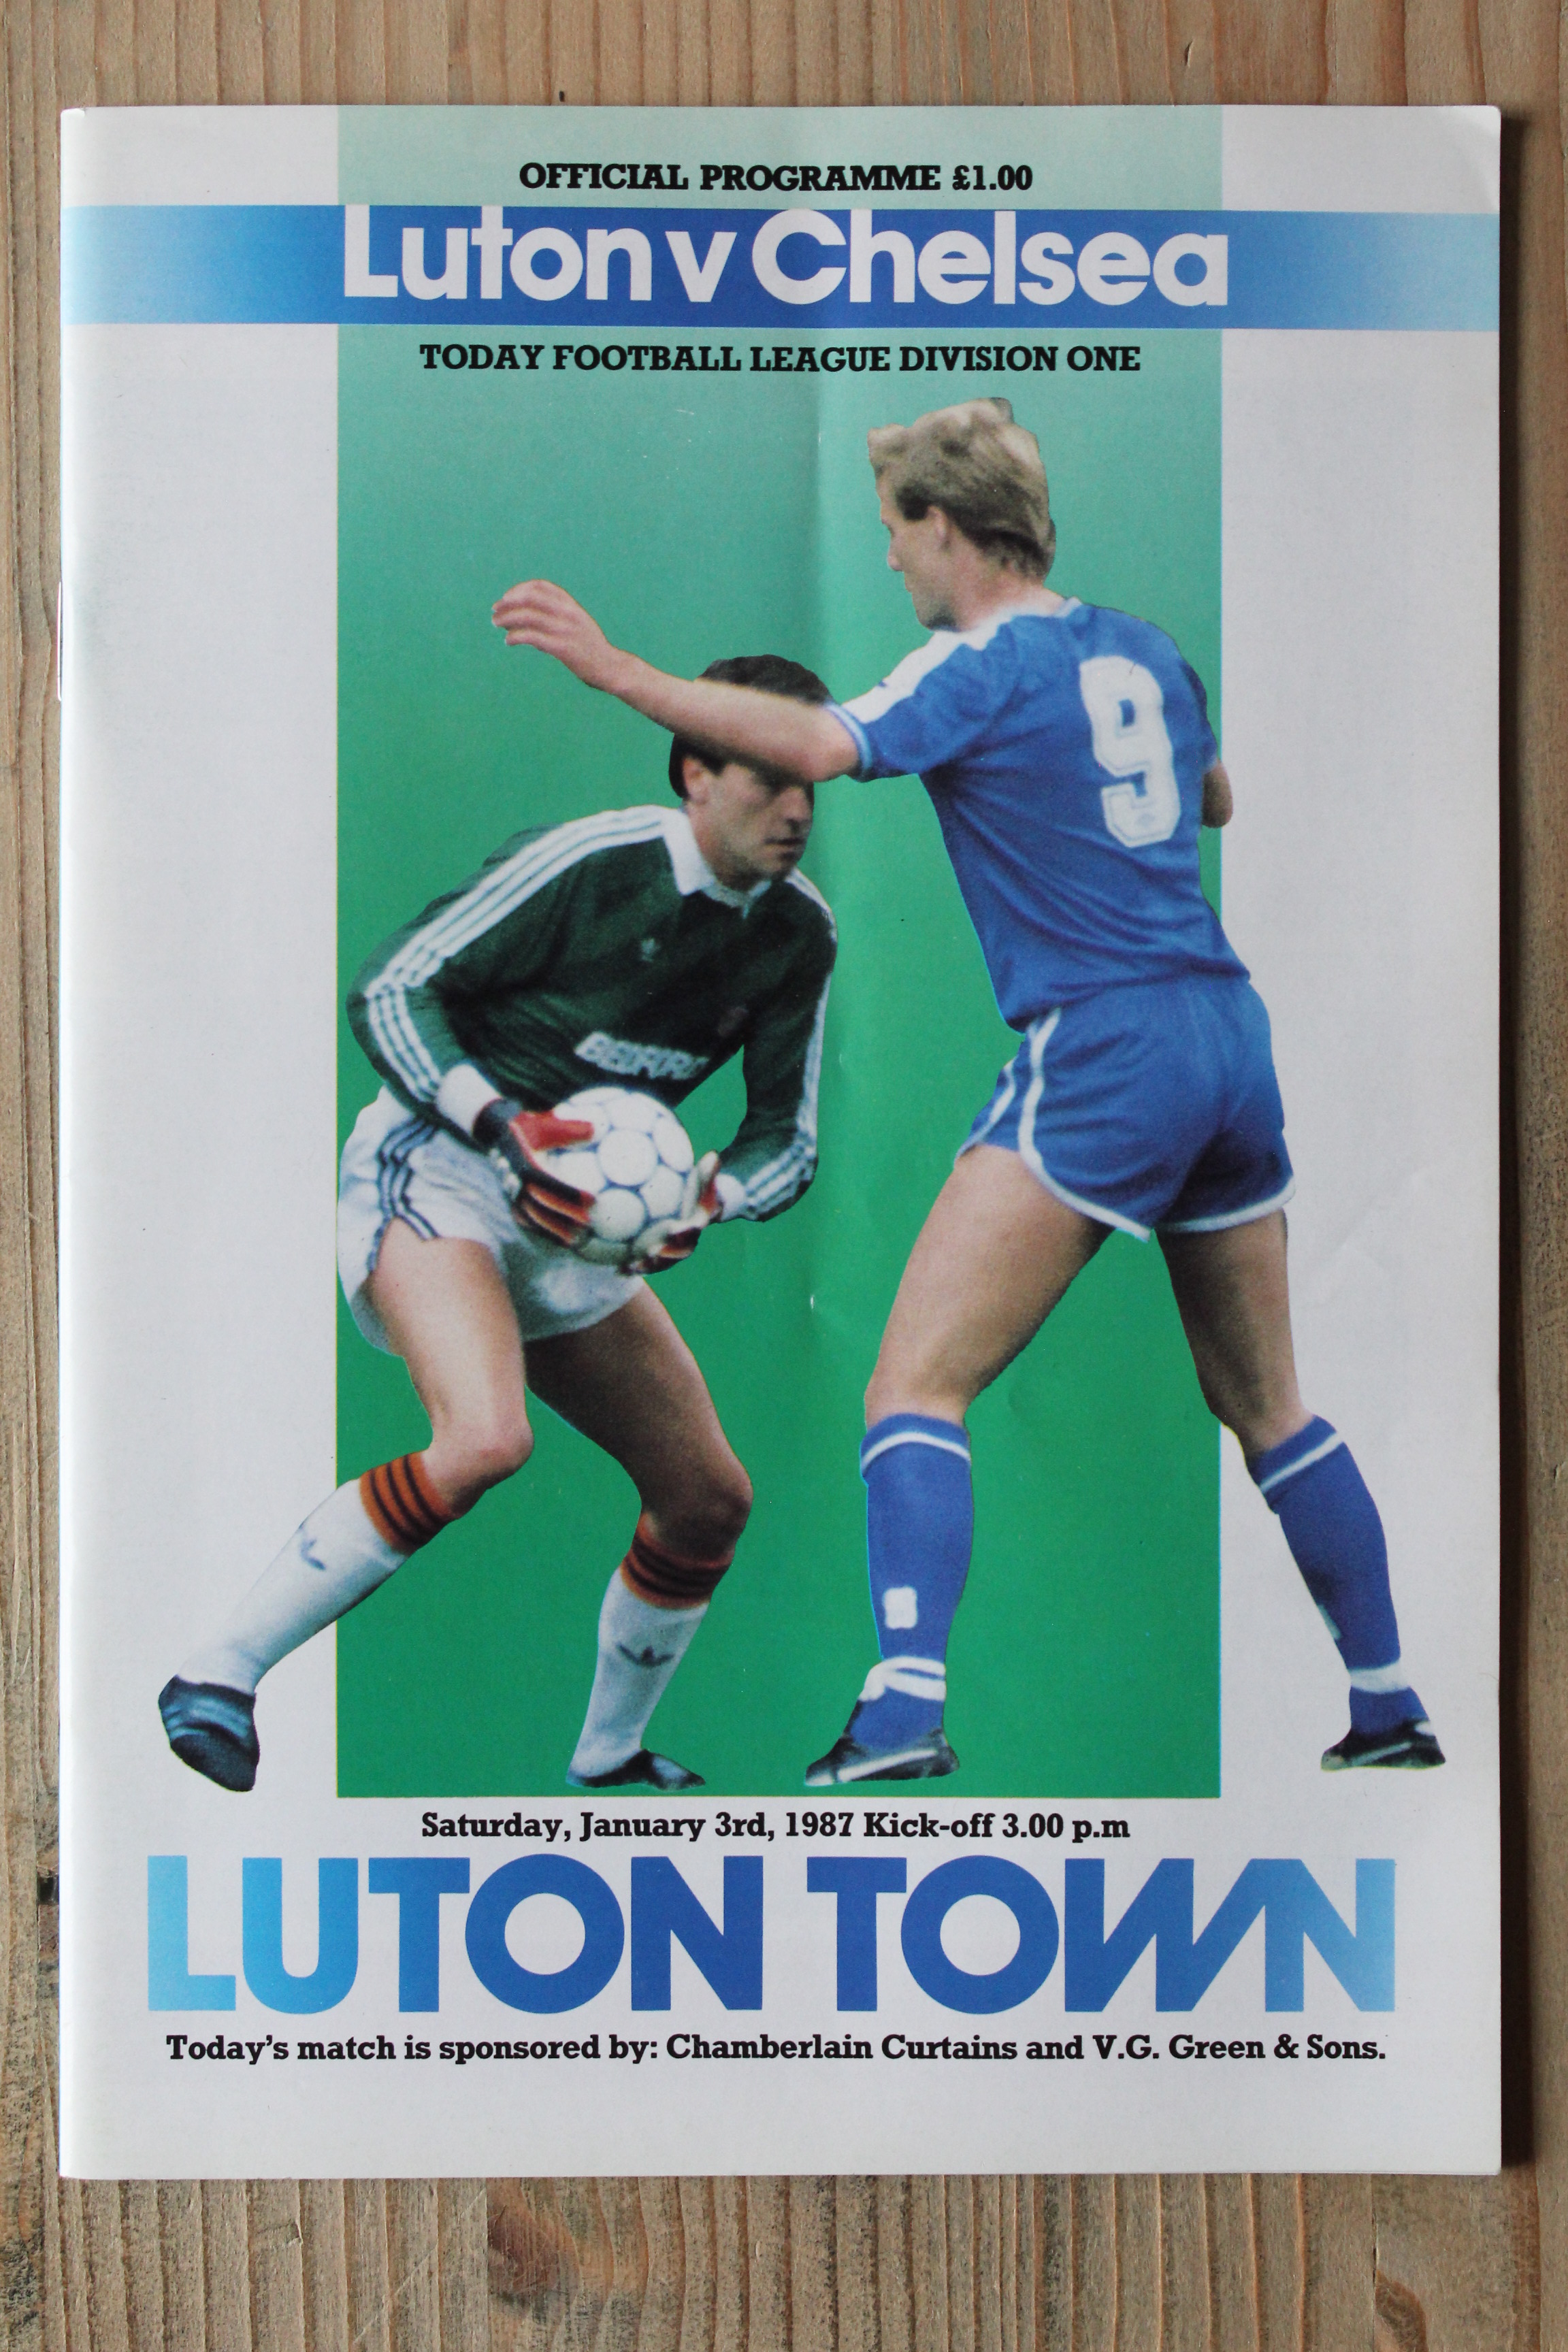 OFFICIAL PROGRAMME £1.00
Luton v Chelsea
TODAY FOOTBALL LEAGUE DIVISION ONE
9
BEDFORD
Saturday, January 3rd, 1987 Kick-off 3.00 p.m
LUTON TOWN
Today's match is sponsored by: Chamberlain Curtains and V.G. Green & Sons.